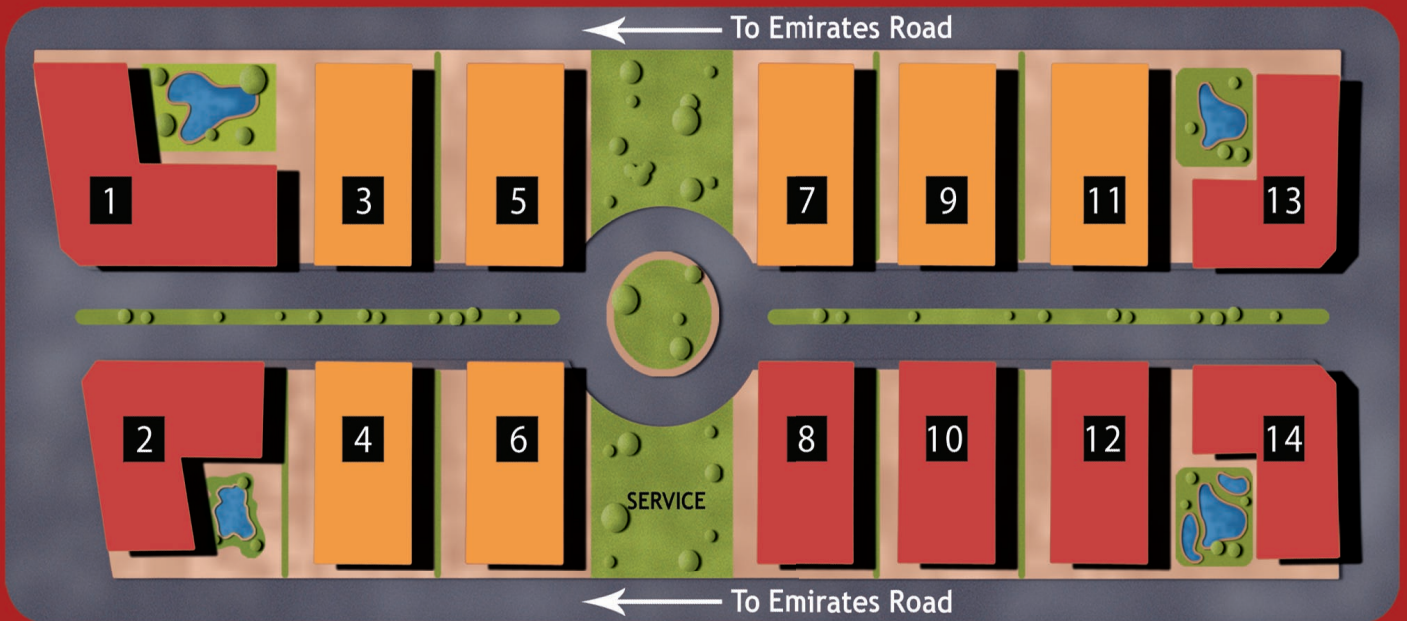 To Emirates Road
1 3 5 7 9 11 13
2 4 6 8 10 12 14
SERVICE
To Emirates Road